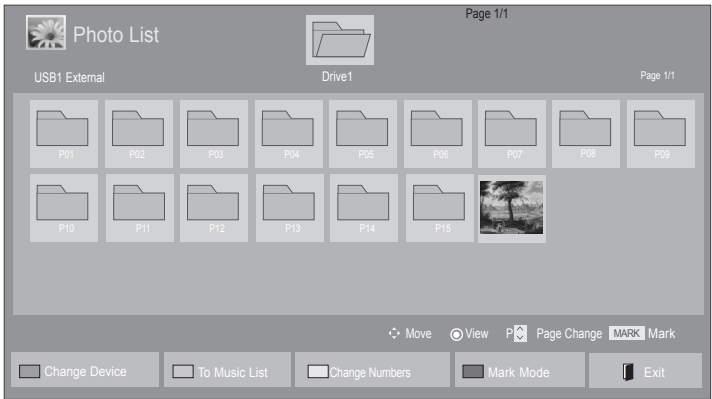 Page 1/1
Photo List
USB1 External
Drive1
Page 1/1
P01 P02 P03 P04 P05 P06 P07 P08 P09
P10 P11 P12 P13 P14 P15
Move View P Page Change MARK Mark
Change Device To Music List Change Numbers Mark Mode Exit